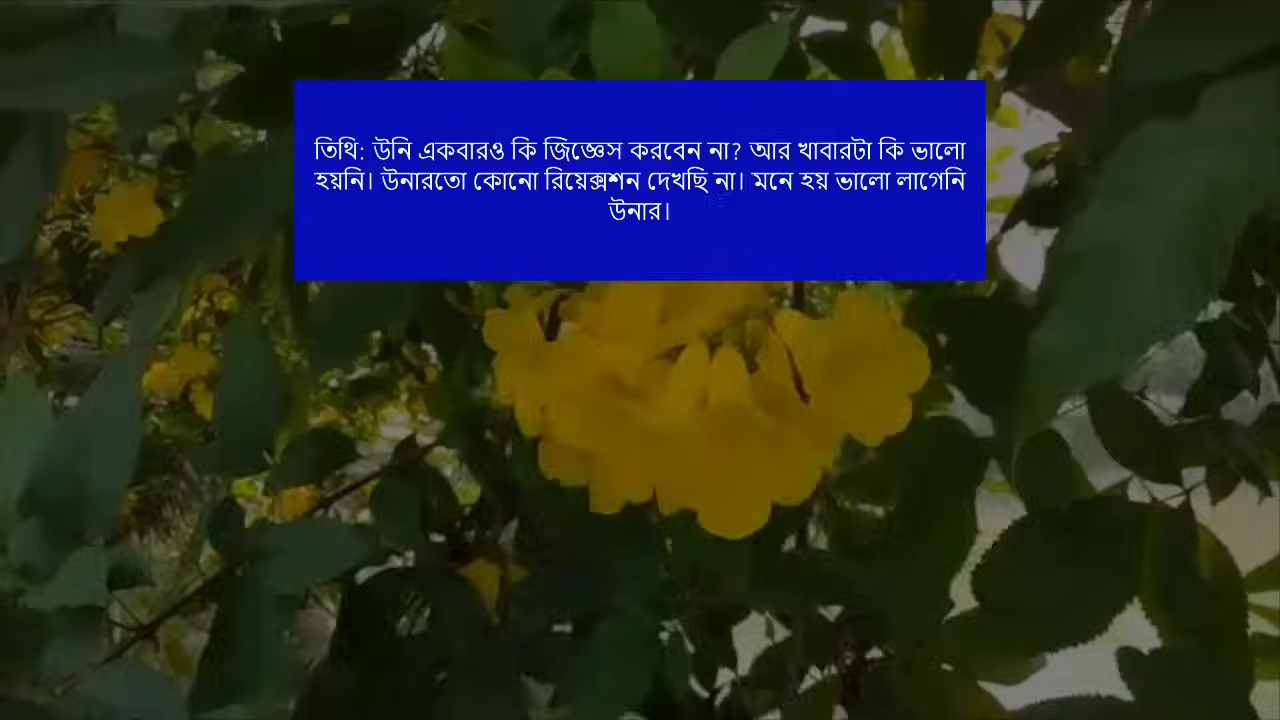 তিথি: উনি একবারও কি জিজ্ঞেস করবেন না? আর খাবারটা কি ভালো
হয়নি। উনারতো কোনো রিয়েক্সশন দেখছি না। মনে হয় ভালো লাগেনি
উনার।